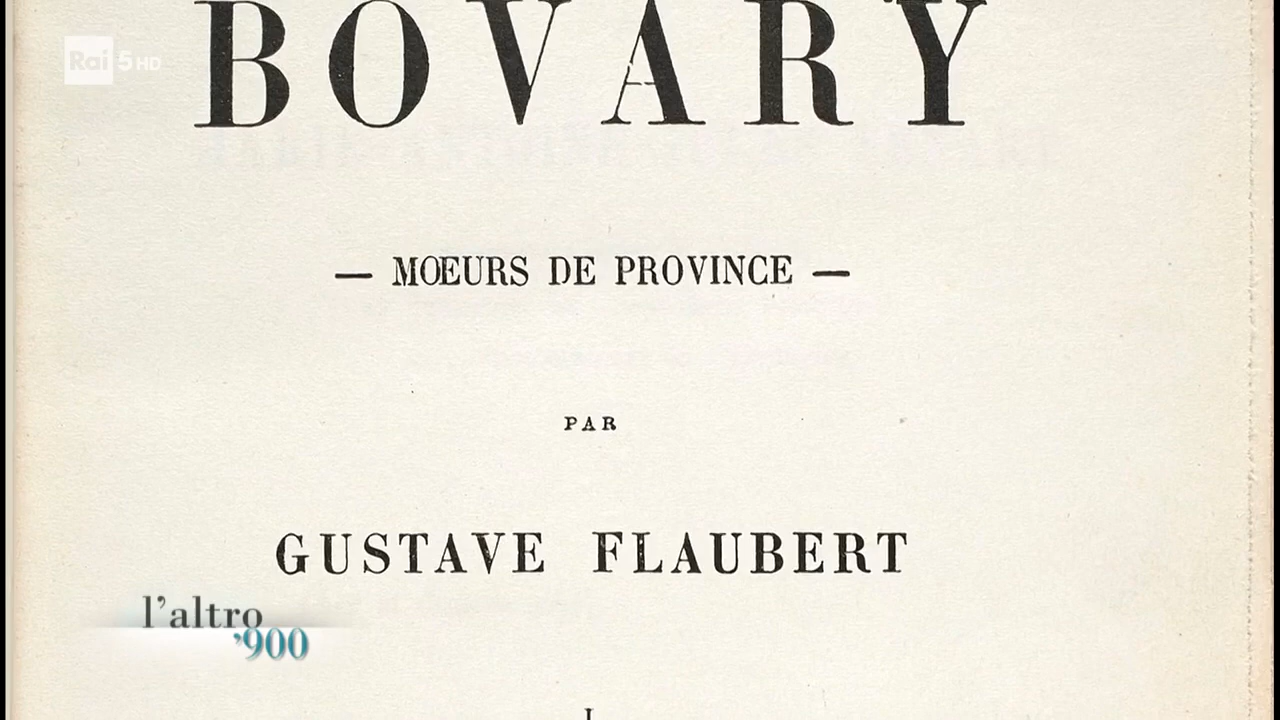 BOVARY
Rai 5 HD
— MŒURS DE PROVINCE —
PAR
GUSTAVE FLAUBERT
l'altro
'900
I